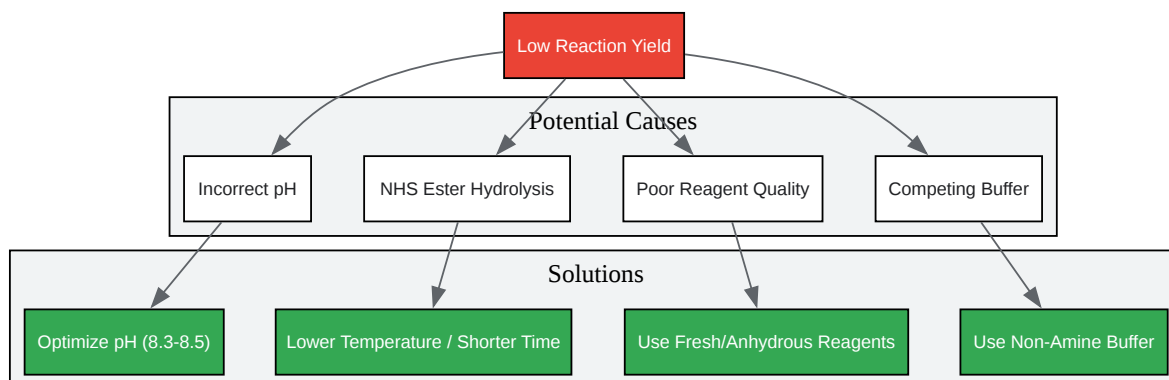 Low Reaction Yield
Potential Causes
Incorrect pH
NHS Ester Hydrolysis
Poor Reagent Quality
Competing Buffer
Solutions
Optimize pH (8.3-8.5)
Lower Temperature / Shorter Time
Use Fresh/Anhydrous Reagents
Use Non-Amine Buffer